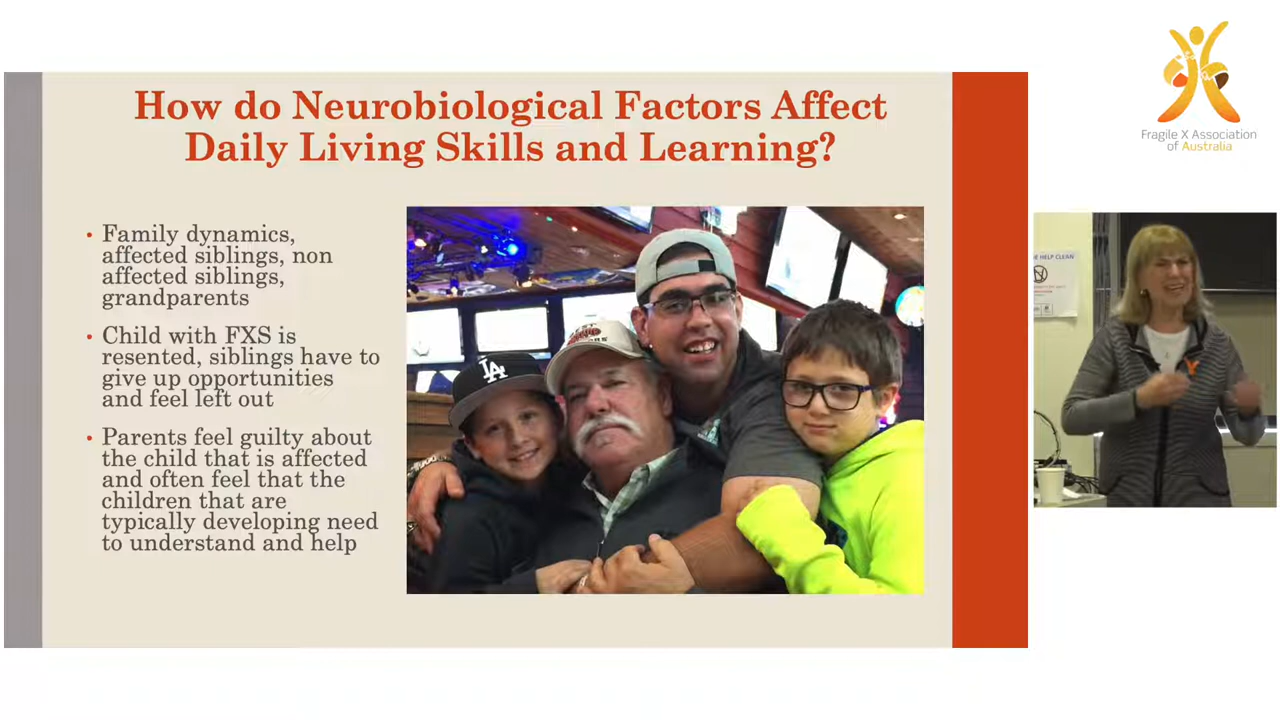 How do Neurobiological Factors Affect
Daily Living Skills and Learning?
• Family dynamics,
affected siblings, non
affected siblings,
grandparents
• Child with FXS is
resented, siblings have to
give up opportunities
and feel left out
• Parents feel guilty about
the child that is affected
and often feel that the
children that are
typically developing need
to understand and help
LA
Fragile X Association
of Australia
HELP CLEAN